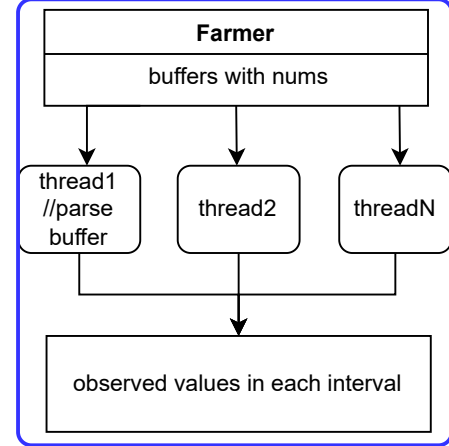 Farmer
buffers with nums
thread1
//parse
buffer
thread2
threadN
observed values in each interval